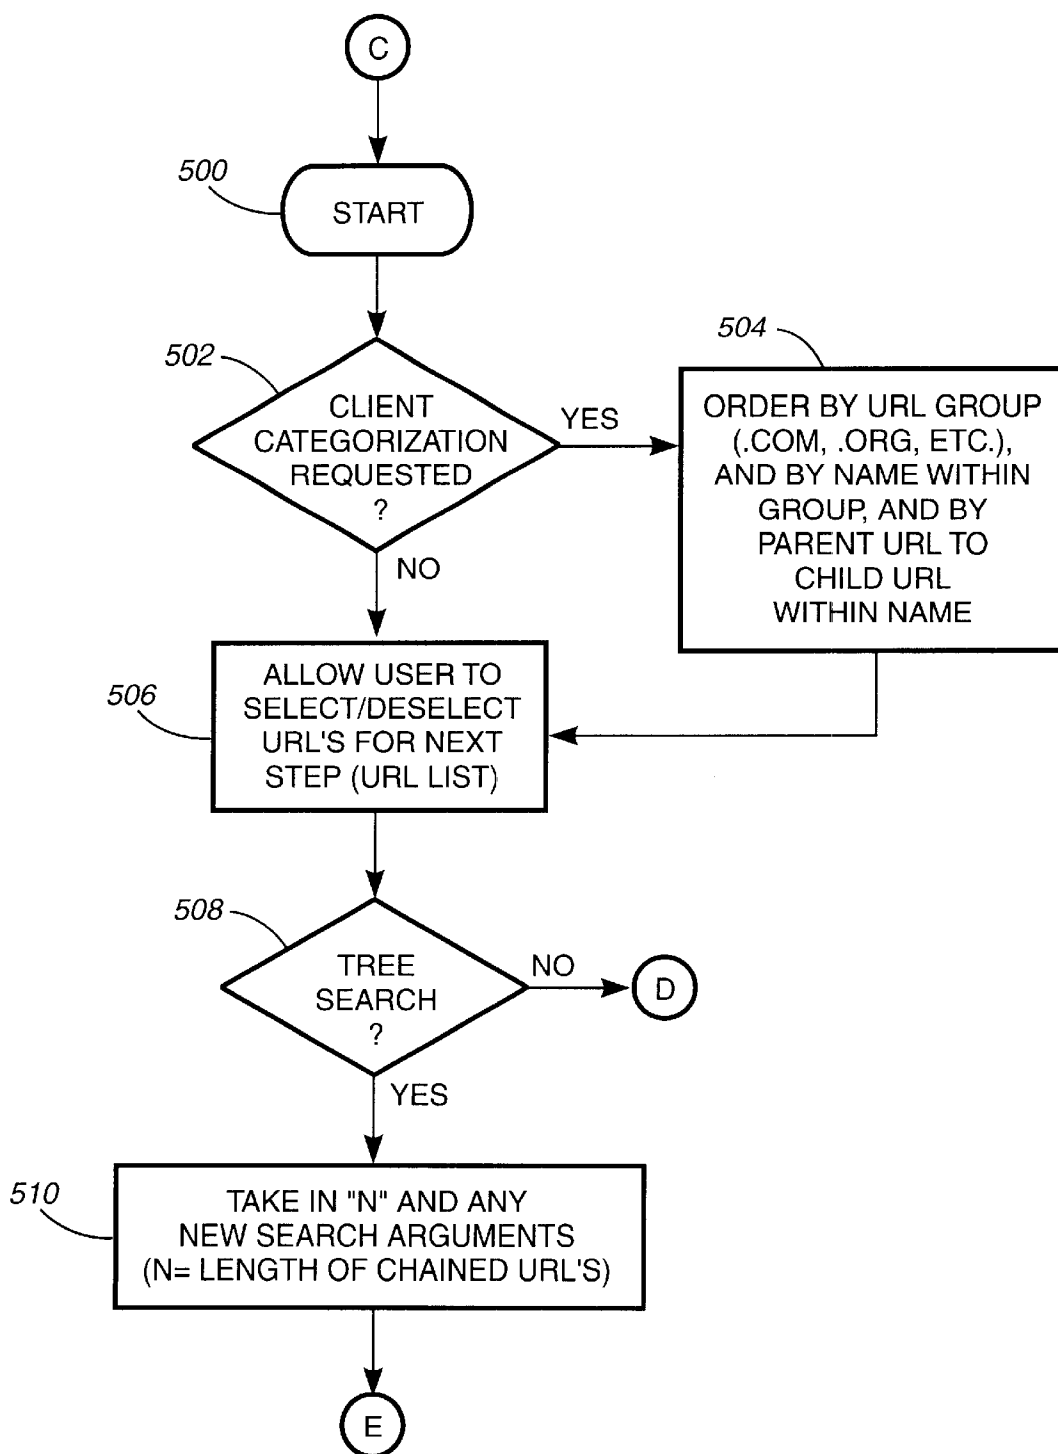 C
500
START
502
CLIENT
CATEGORIZATION
REQUESTED
?
YES
504
ORDER BY URL GROUP
(.COM, .ORG, ETC.),
AND BY NAME WITHIN
GROUP, AND BY
PARENT URL TO
CHILD URL
WITHIN NAME
NO
506
ALLOW USER TO
SELECT/DESELECT
URL'S FOR NEXT
STEP (URL LIST)
508
TREE
SEARCH
?
NO
D
YES
510
TAKE IN "N" AND ANY
NEW SEARCH ARGUMENTS
(N= LENGTH OF CHAINED URL'S)
E